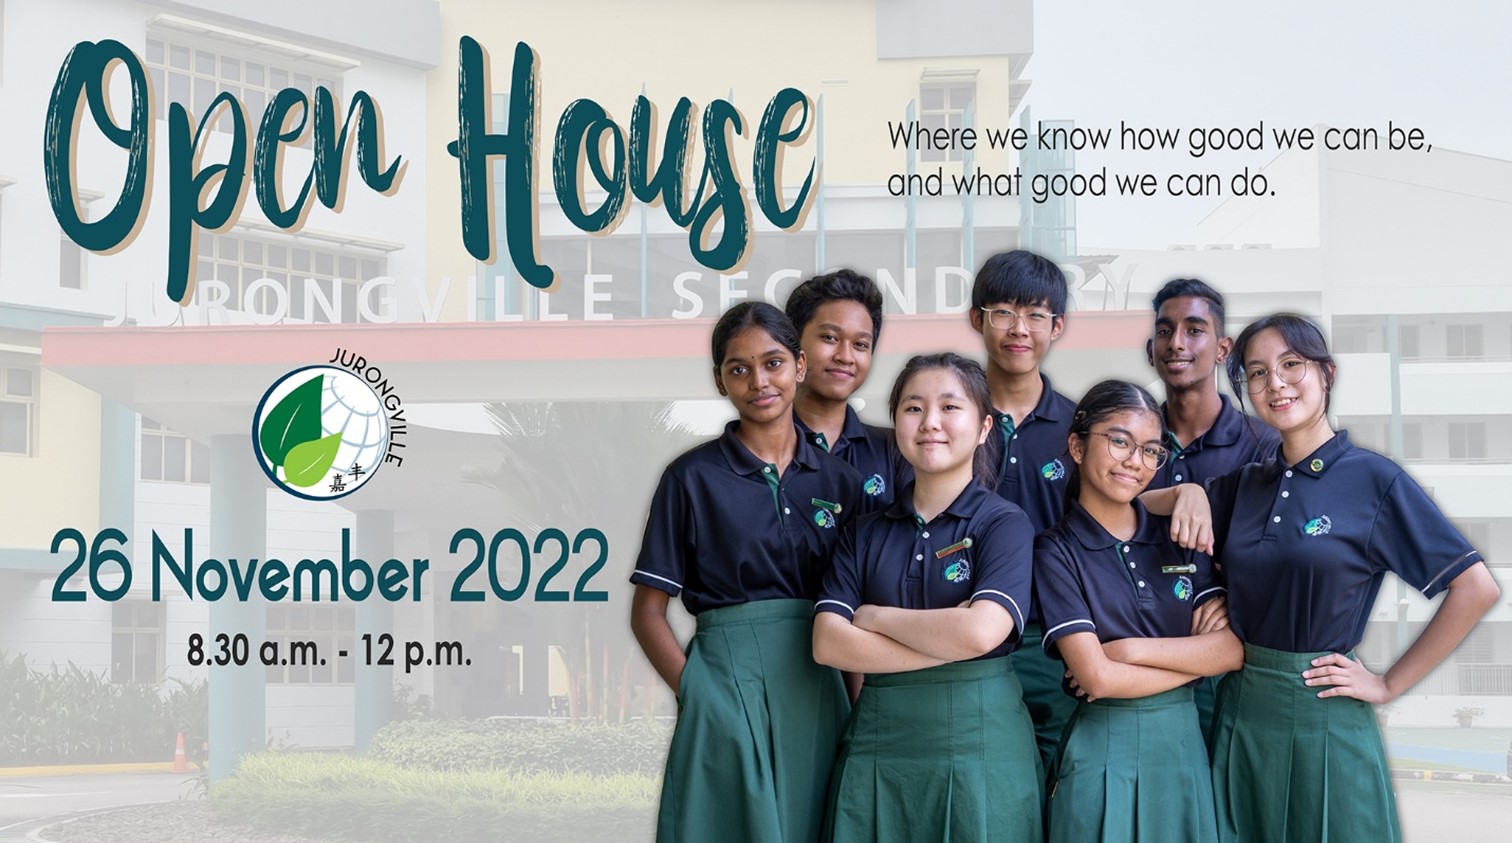 Open House
Where we know how good we can be,
and what good we can do.
JURONGVILLE SECONDARY
JURONGVILLE
嘉丰
26 November 2022
8.30 a.m. - 12 p.m.